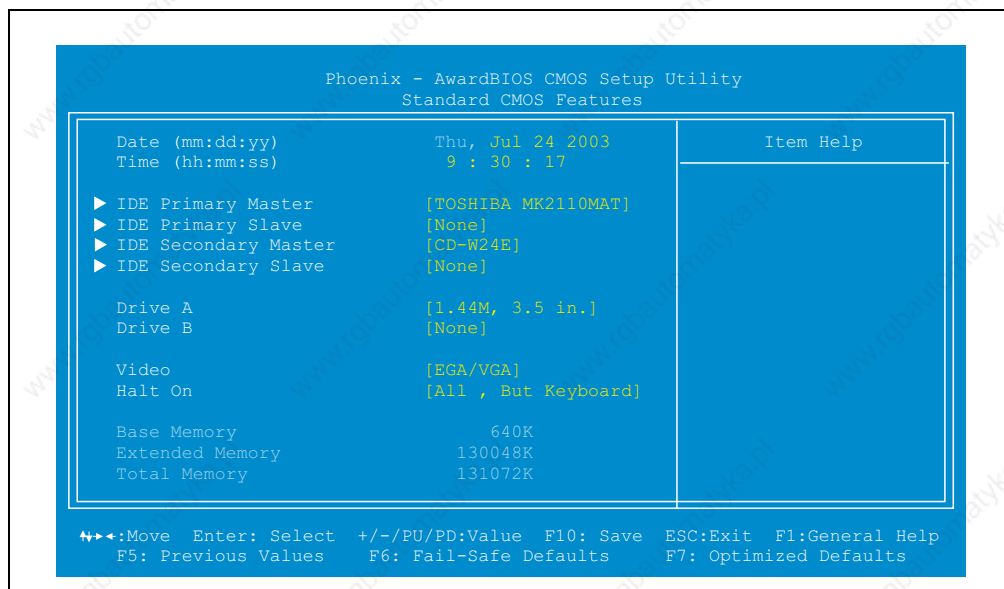 Phoenix - AwardBIOS CMOS Setup Utility
Standard CMOS Features
Date (mm:dd:yy) Thu, Jul 24 2003
Time (hh:mm:ss) 9 : 30 : 17
Item Help
IDE Primary Master [TOSHIBA MK2110MAT]
IDE Primary Slave [None]
IDE Secondary Master [CD-W24E]
IDE Secondary Slave [None]
Drive A [1.44M, 3.5 in.]
Drive B [None]
Video [EGA/VGA]
Halt On [All , But Keyboard]
Base Memory 640K
Extended Memory 130048K
Total Memory 131072K
:Move Enter: Select +/-/PU/PD:Value F10: Save ESC:Exit F1:General Help
F5: Previous Values F6: Fail-Safe Defaults F7: Optimized Defaults
www.rgbautomatyka.pl